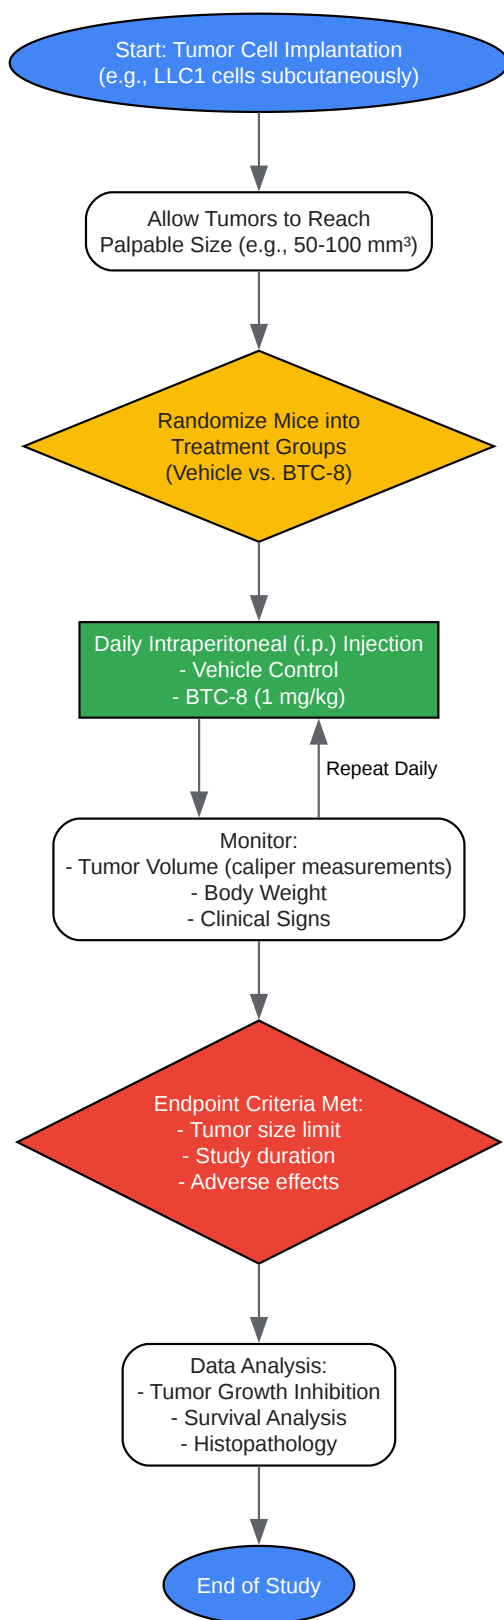 Start: Tumor Cell Implantation
(e.g., LLC1 cells subcutaneously)
Allow Tumors to Reach
Palpable Size (e.g., 50-100 mm³)
Randomize Mice into
Treatment Groups
(Vehicle vs. BTC-8)
Daily Intraperitoneal (i.p.) Injection
- Vehicle Control
- BTC-8 (1 mg/kg)
Repeat Daily
Monitor:
- Tumor Volume (caliper measurements)
- Body Weight
- Clinical Signs
Endpoint Criteria Met:
- Tumor size limit
- Study duration
- Adverse effects
Data Analysis:
- Tumor Growth Inhibition
- Survival Analysis
- Histopathology
End of Study